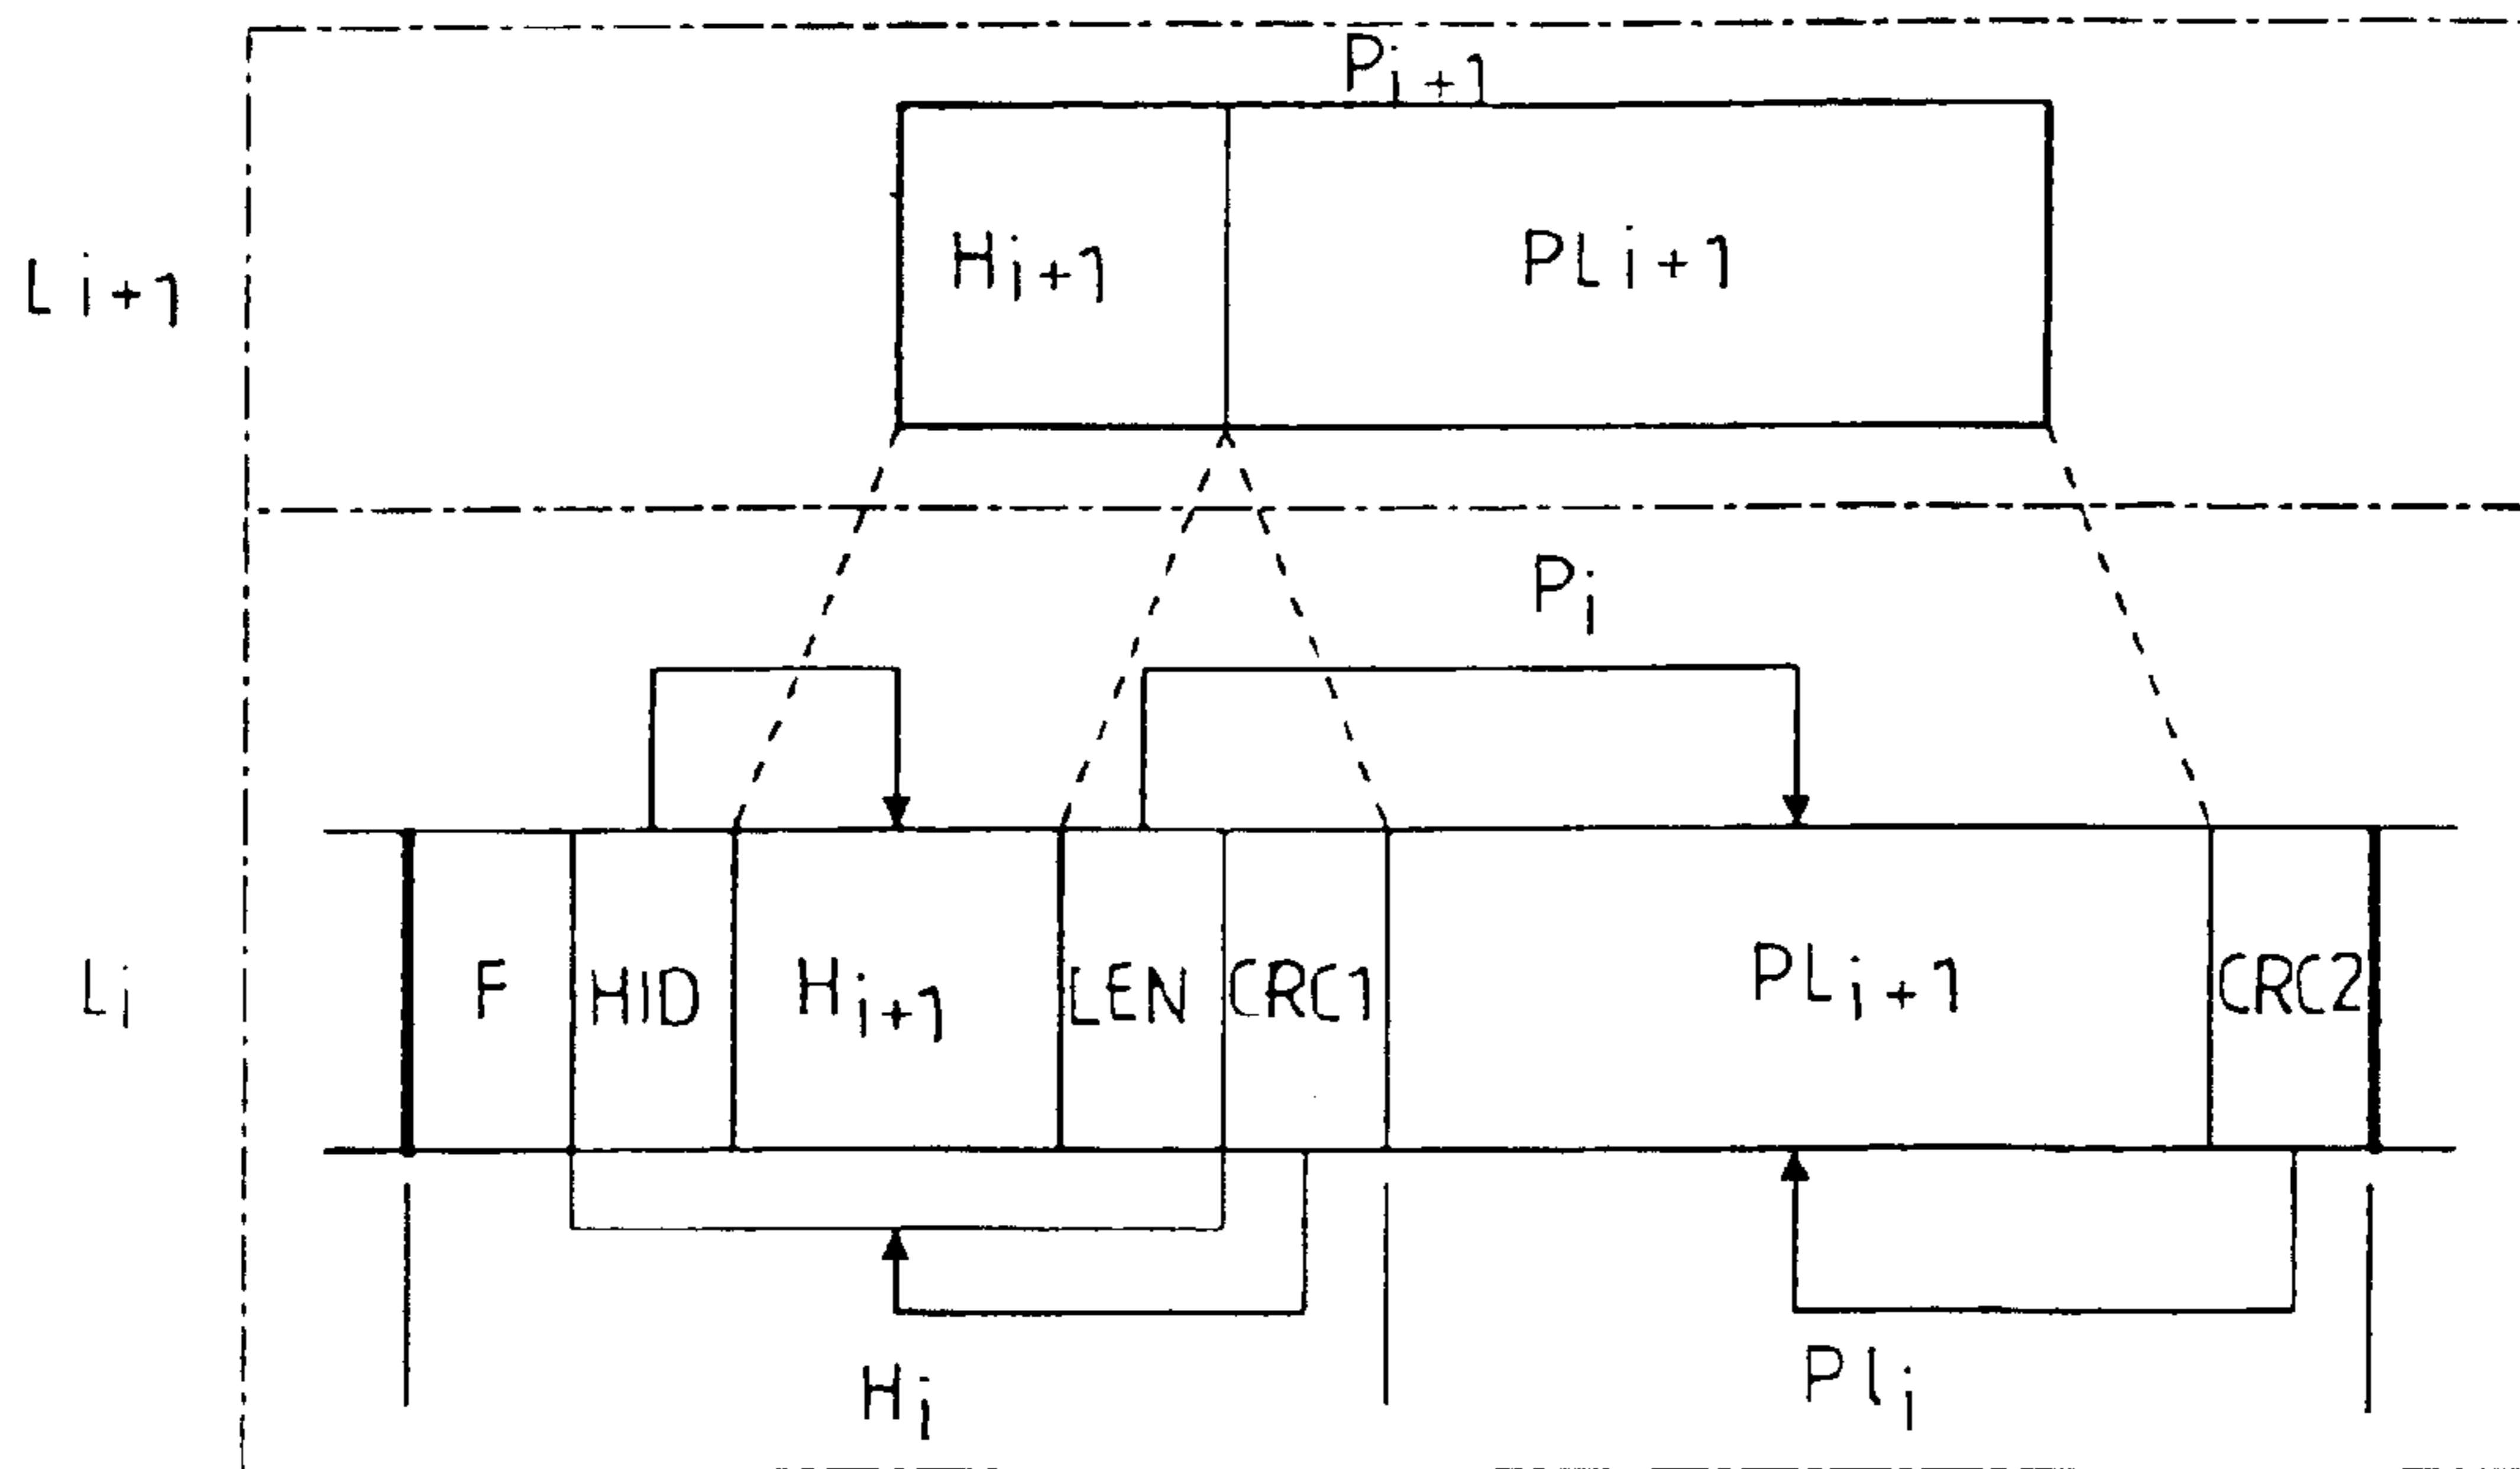 Pi+1
Hi+1 PLi+1
Li+1
Pi
Li F HID Hi+1 LEN CRC1 PLi+1 CRC2
Hi Pli